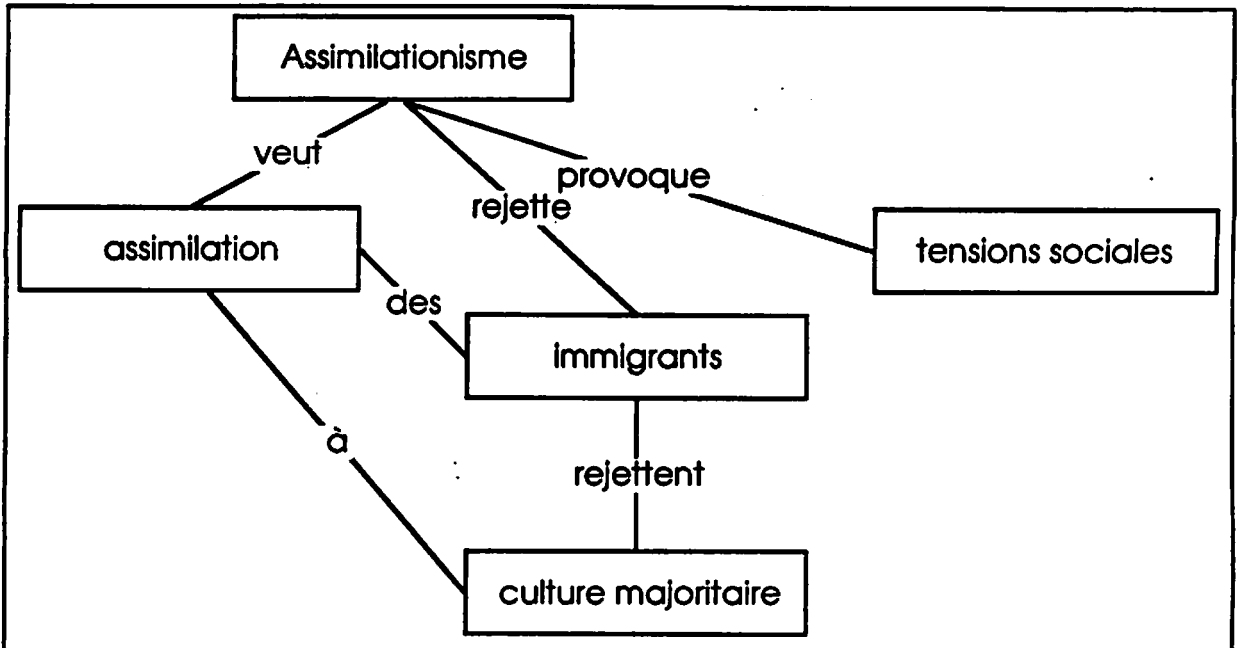 Assimilationisme
veut
provoque
rejette
assimilation
tensions sociales
des
immigrants
à
rejettent
culture majoritaire